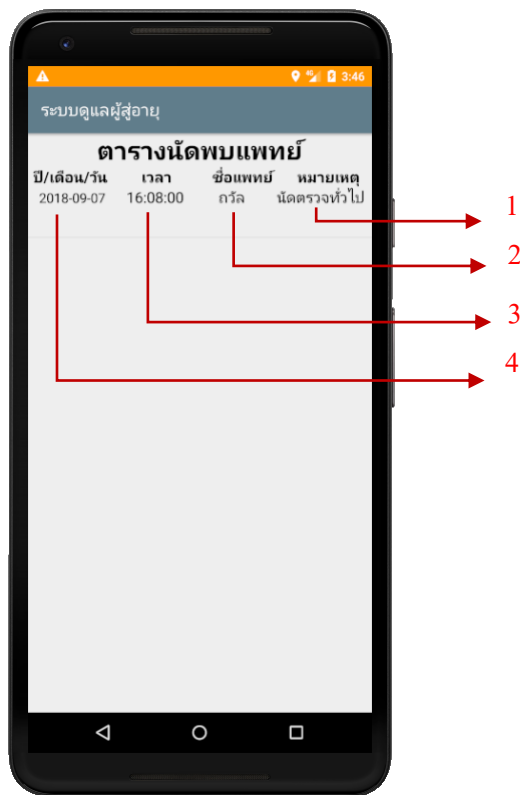 3:46
ระบบดูแลผู้สู่อายุ
ตารางนัดพบแพทย์
ปี/เดือน/วัน เวลา ชื่อแพทย์ หมายเหตุ
2018-09-07 16:08:00 ถวัล นัดตรวจทั่วไป
1
2
3
4